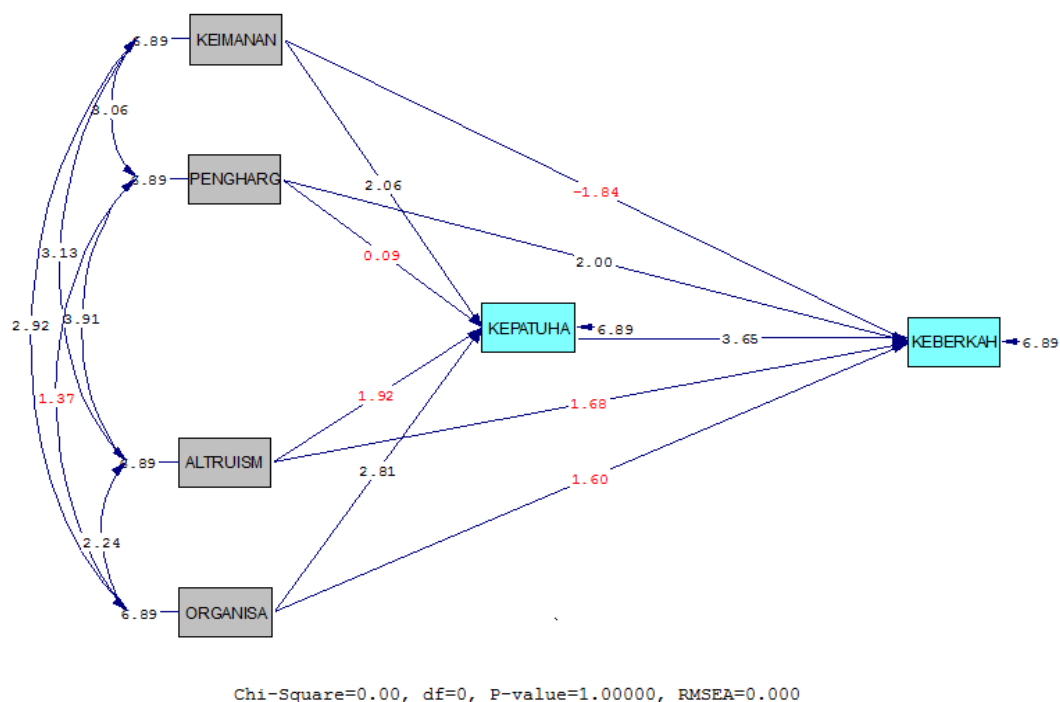 6.89 KEIMANAN
3.06
6.89 PENGHARG
2.06
-1.84
0.09
3.13
2.00
2.92
3.91
KEPATUHA 6.89
3.65
KEBERKAH 6.89
1.37
1.92
1.68
6.89 ALTRUISM
2.81
1.60
2.24
6.89 ORGANISA
Chi-Square=0.00, df=0, P-value=1.00000, RMSEA=0.000